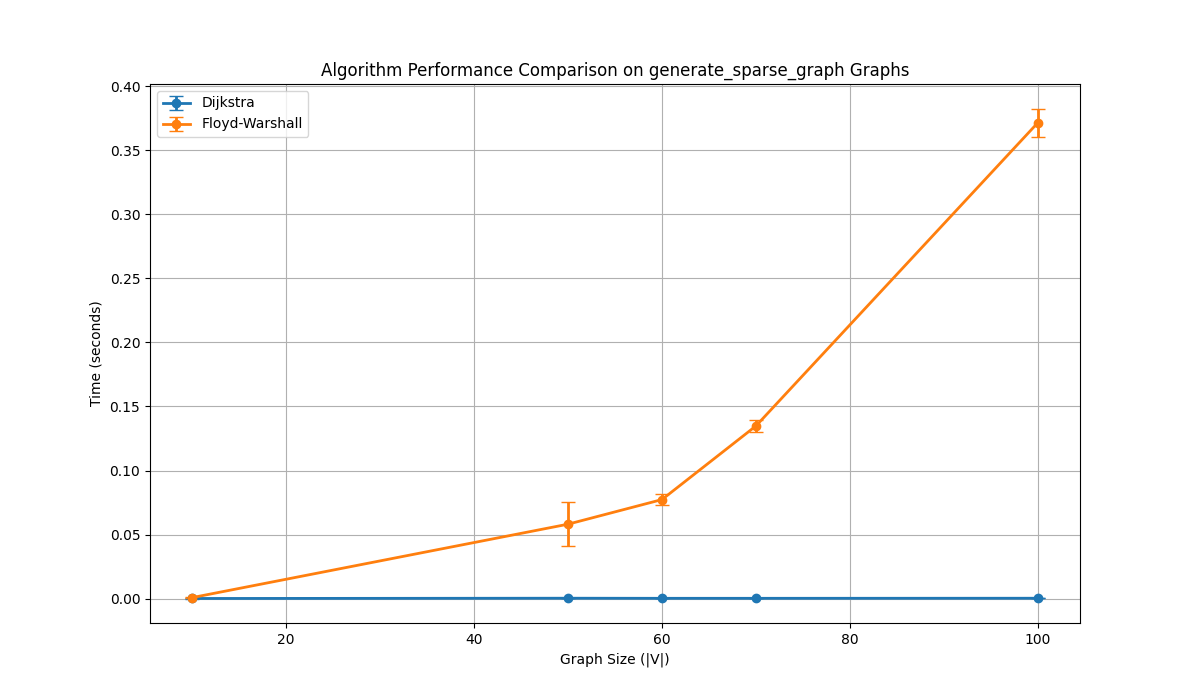 Algorithm Performance Comparison on generate_sparse_graph Graphs
Dijkstra
Floyd-Warshall
Time (seconds)
0.40
0.35
0.30
0.25
0.20
0.15
0.10
0.05
0.00
20
40
60
80
100
Graph Size (|V|)